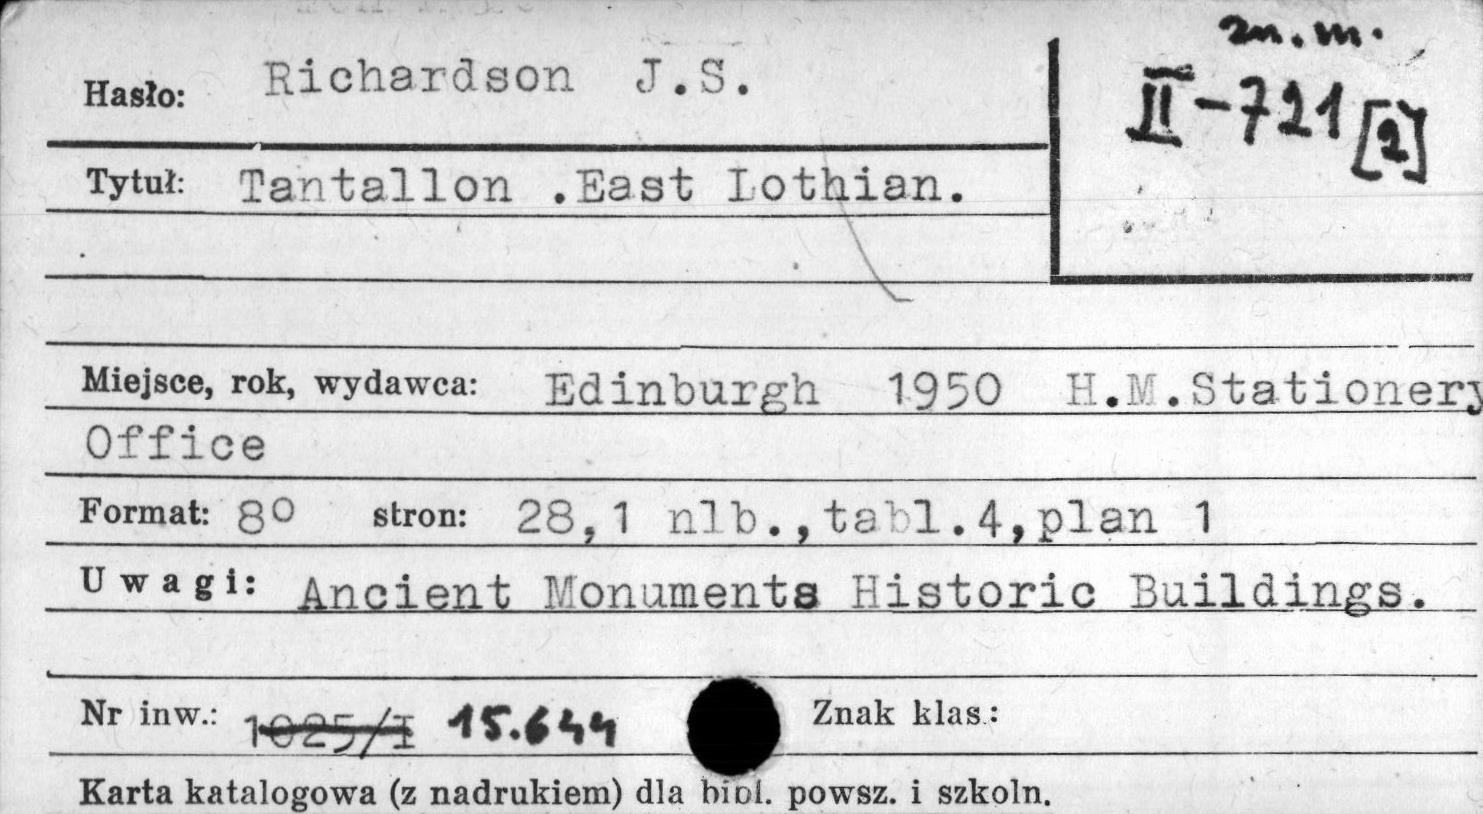 zn. m.
II-721 [2]
Hasło: Richardson J.S.
Tytuł: Tantallon .East Lothian.
Miejsce, rok, wydawca: Edinburgh 1950 H.M.Stationery
Office
Format: 8º stron: 28,1 nlb.,tabl.4,plan 1
Uwagi: Ancient Monuments Historic Buildings.
Nr inw.: 1025/I 15.644 Znak klas.:
Karta katalogowa (z nadrukiem) dla bibl. powsz. i szkoln.